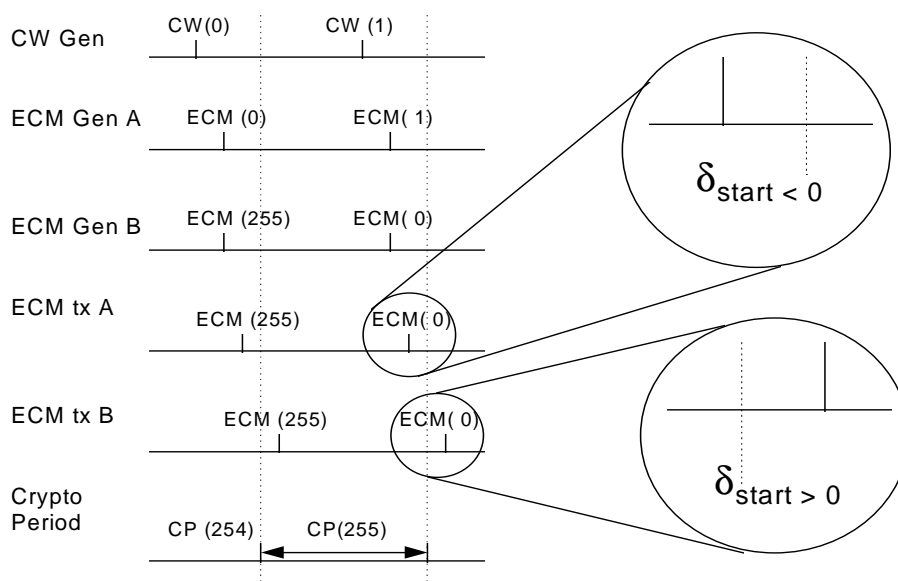 CW Gen
CW(0) CW (1)
ECM Gen A
ECM (0) ECM( 1)
ECM Gen B
ECM (255) ECM( 0)
ECM tx A
ECM (255) ECM( 0)
ECM tx B
ECM (255) ECM( 0)
Crypto
Period
CP (254) CP(255)
δstart < 0
δstart > 0